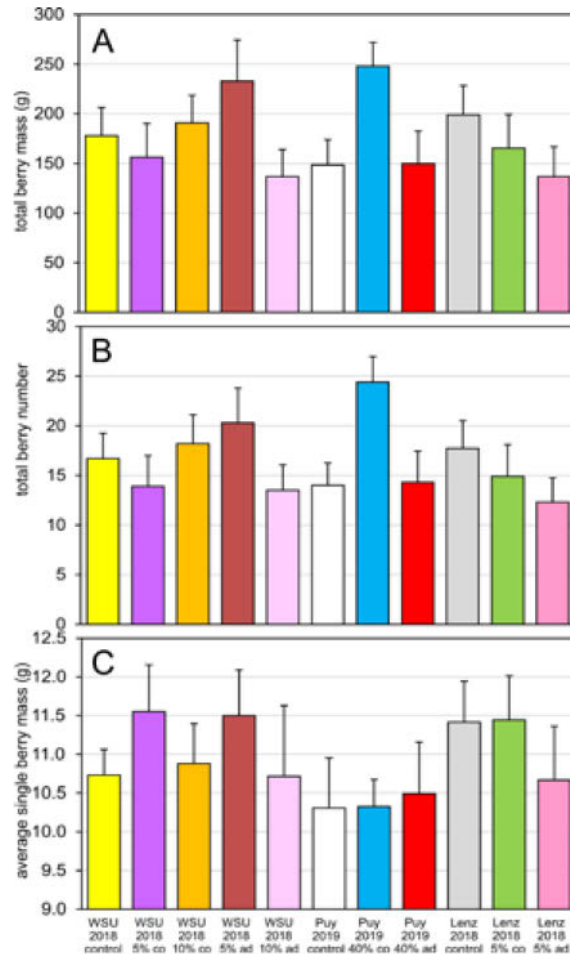 A
total berry mass (g)
300
250
200
150
100
50
0
B
total berry number
30
25
20
15
10
5
0
C
average single berry mass (g)
12.5
12.0
11.5
11.0
10.5
10.0
9.5
9.0
WSU 2018 control
WSU 2018 5% co
WSU 2018 10% co
WSU 2018 5% ad
WSU 2018 10% ad
Puy 2019 control
Puy 2019 40% co
Puy 2019 40% ad
Lenz 2018 control
Lenz 2018 5% co
Lenz 2018 5% ad